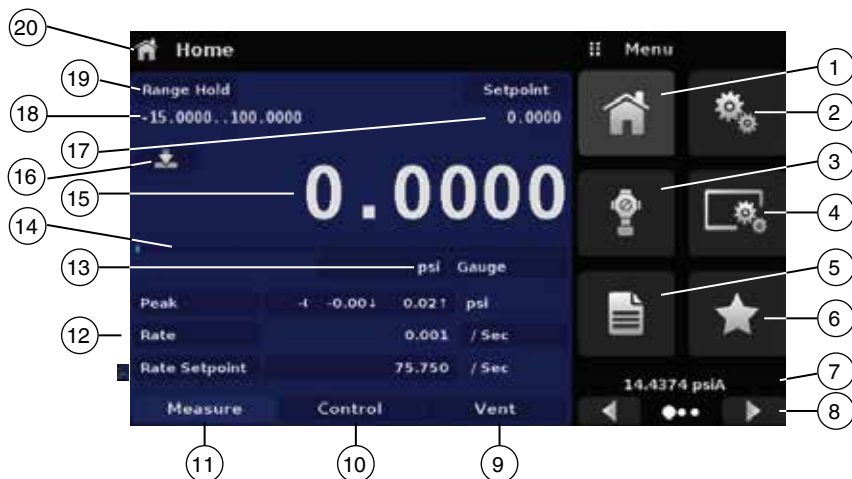 20
Home
Menu
19
Range Hold
Setpoint
1
18
-15.0000..100.0000
0.0000
2
17
16
3
15
0.0000
4
14
13
psi Gauge
5
Peak
-0.00↓ 0.02↑ psi
6
12
Rate
0.001 / Sec
Rate Setpoint
75.750 / Sec
7
14.4374 psiA
8
Measure
Control
Vent
11
10
9